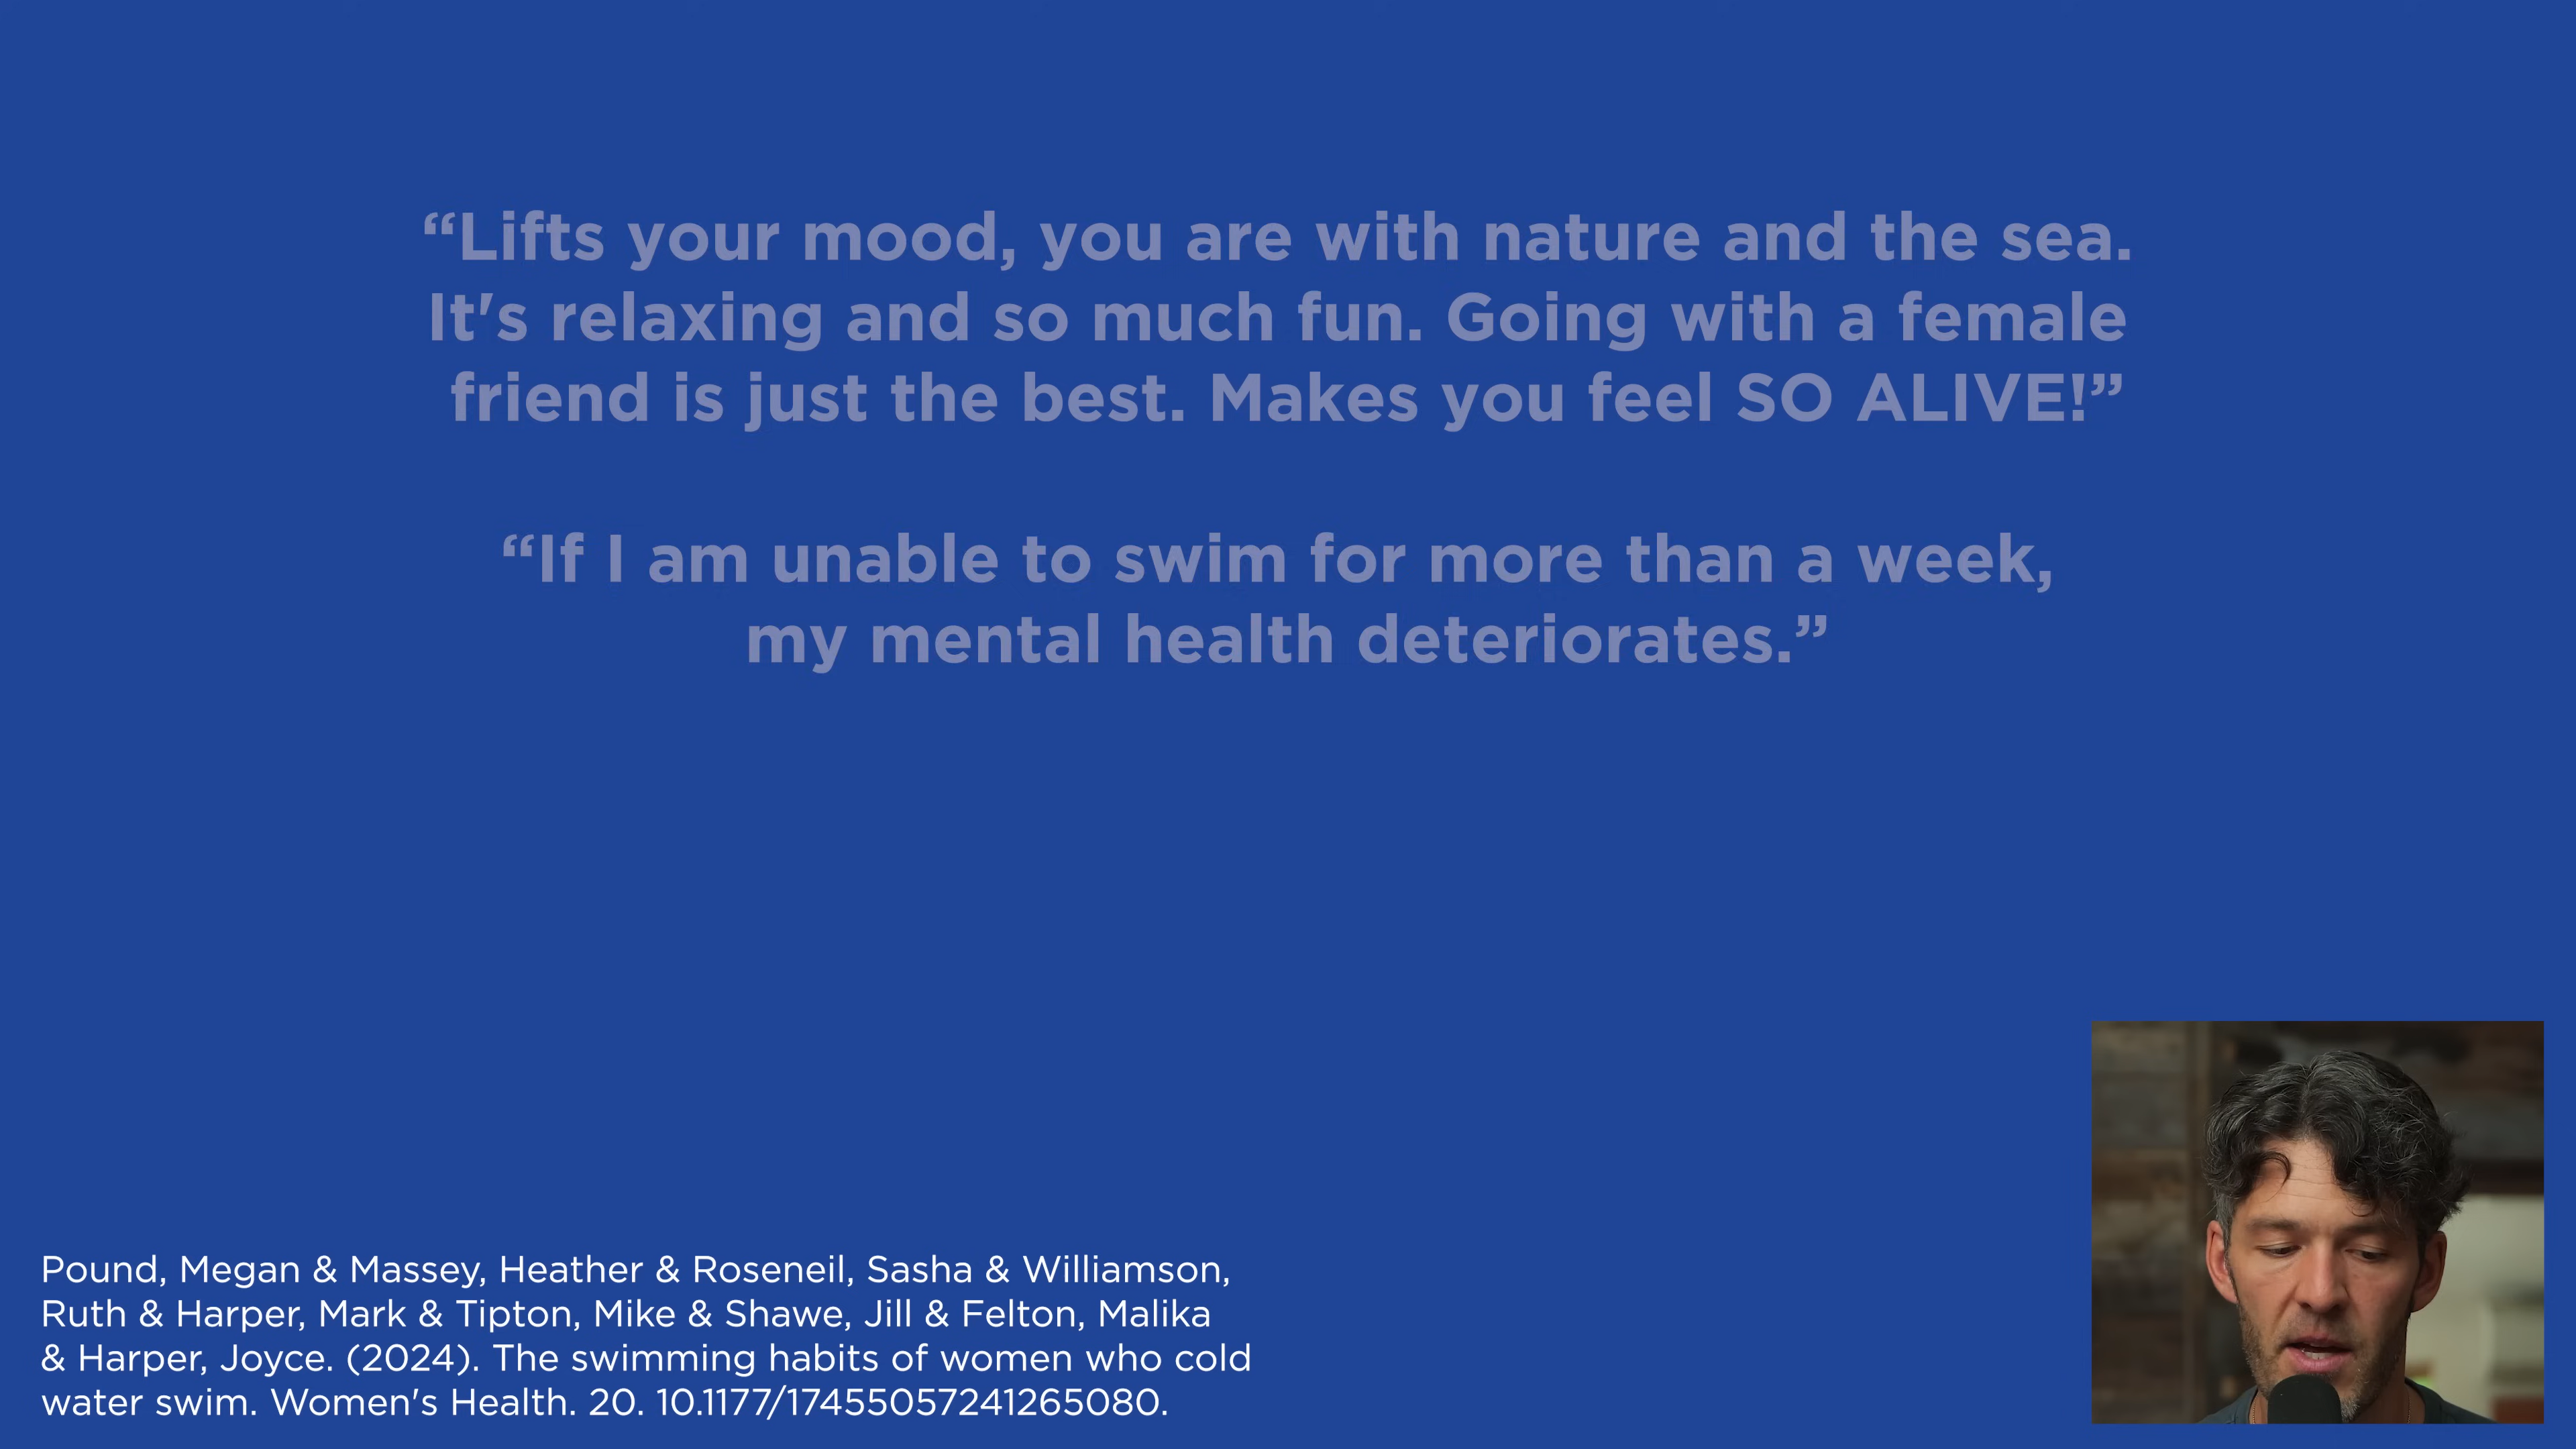 “Lifts your mood, you are with nature and the sea.
It's relaxing and so much fun. Going with a female
friend is just the best. Makes you feel SO ALIVE!”
“If I am unable to swim for more than a week,
my mental health deteriorates.”
Pound, Megan & Massey, Heather & Roseneil, Sasha & Williamson,
Ruth & Harper, Mark & Tipton, Mike & Shawe, Jill & Felton, Malika
& Harper, Joyce. (2024). The swimming habits of women who cold
water swim. Women's Health. 20. 10.1177/17455057241265080.